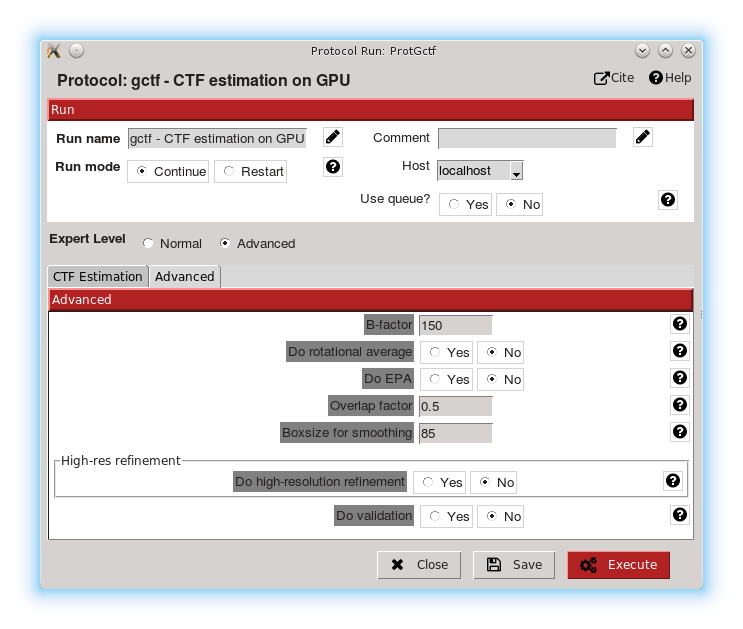 Protocol Run: ProtGctf
Protocol: gctf - CTF estimation on GPU
Cite Help
Run
Run name gctf - CTF estimation on GPU Comment
Run mode Continue Restart Host localhost
Use queue? Yes No
Expert Level Normal Advanced
CTF Estimation Advanced
Advanced
B-factor 150
Do rotational average Yes No
Do EPA Yes No
Overlap factor 0.5
Boxsize for smoothing 85
High-res refinement
Do high-resolution refinement Yes No
Do validation Yes No
Close Save Execute